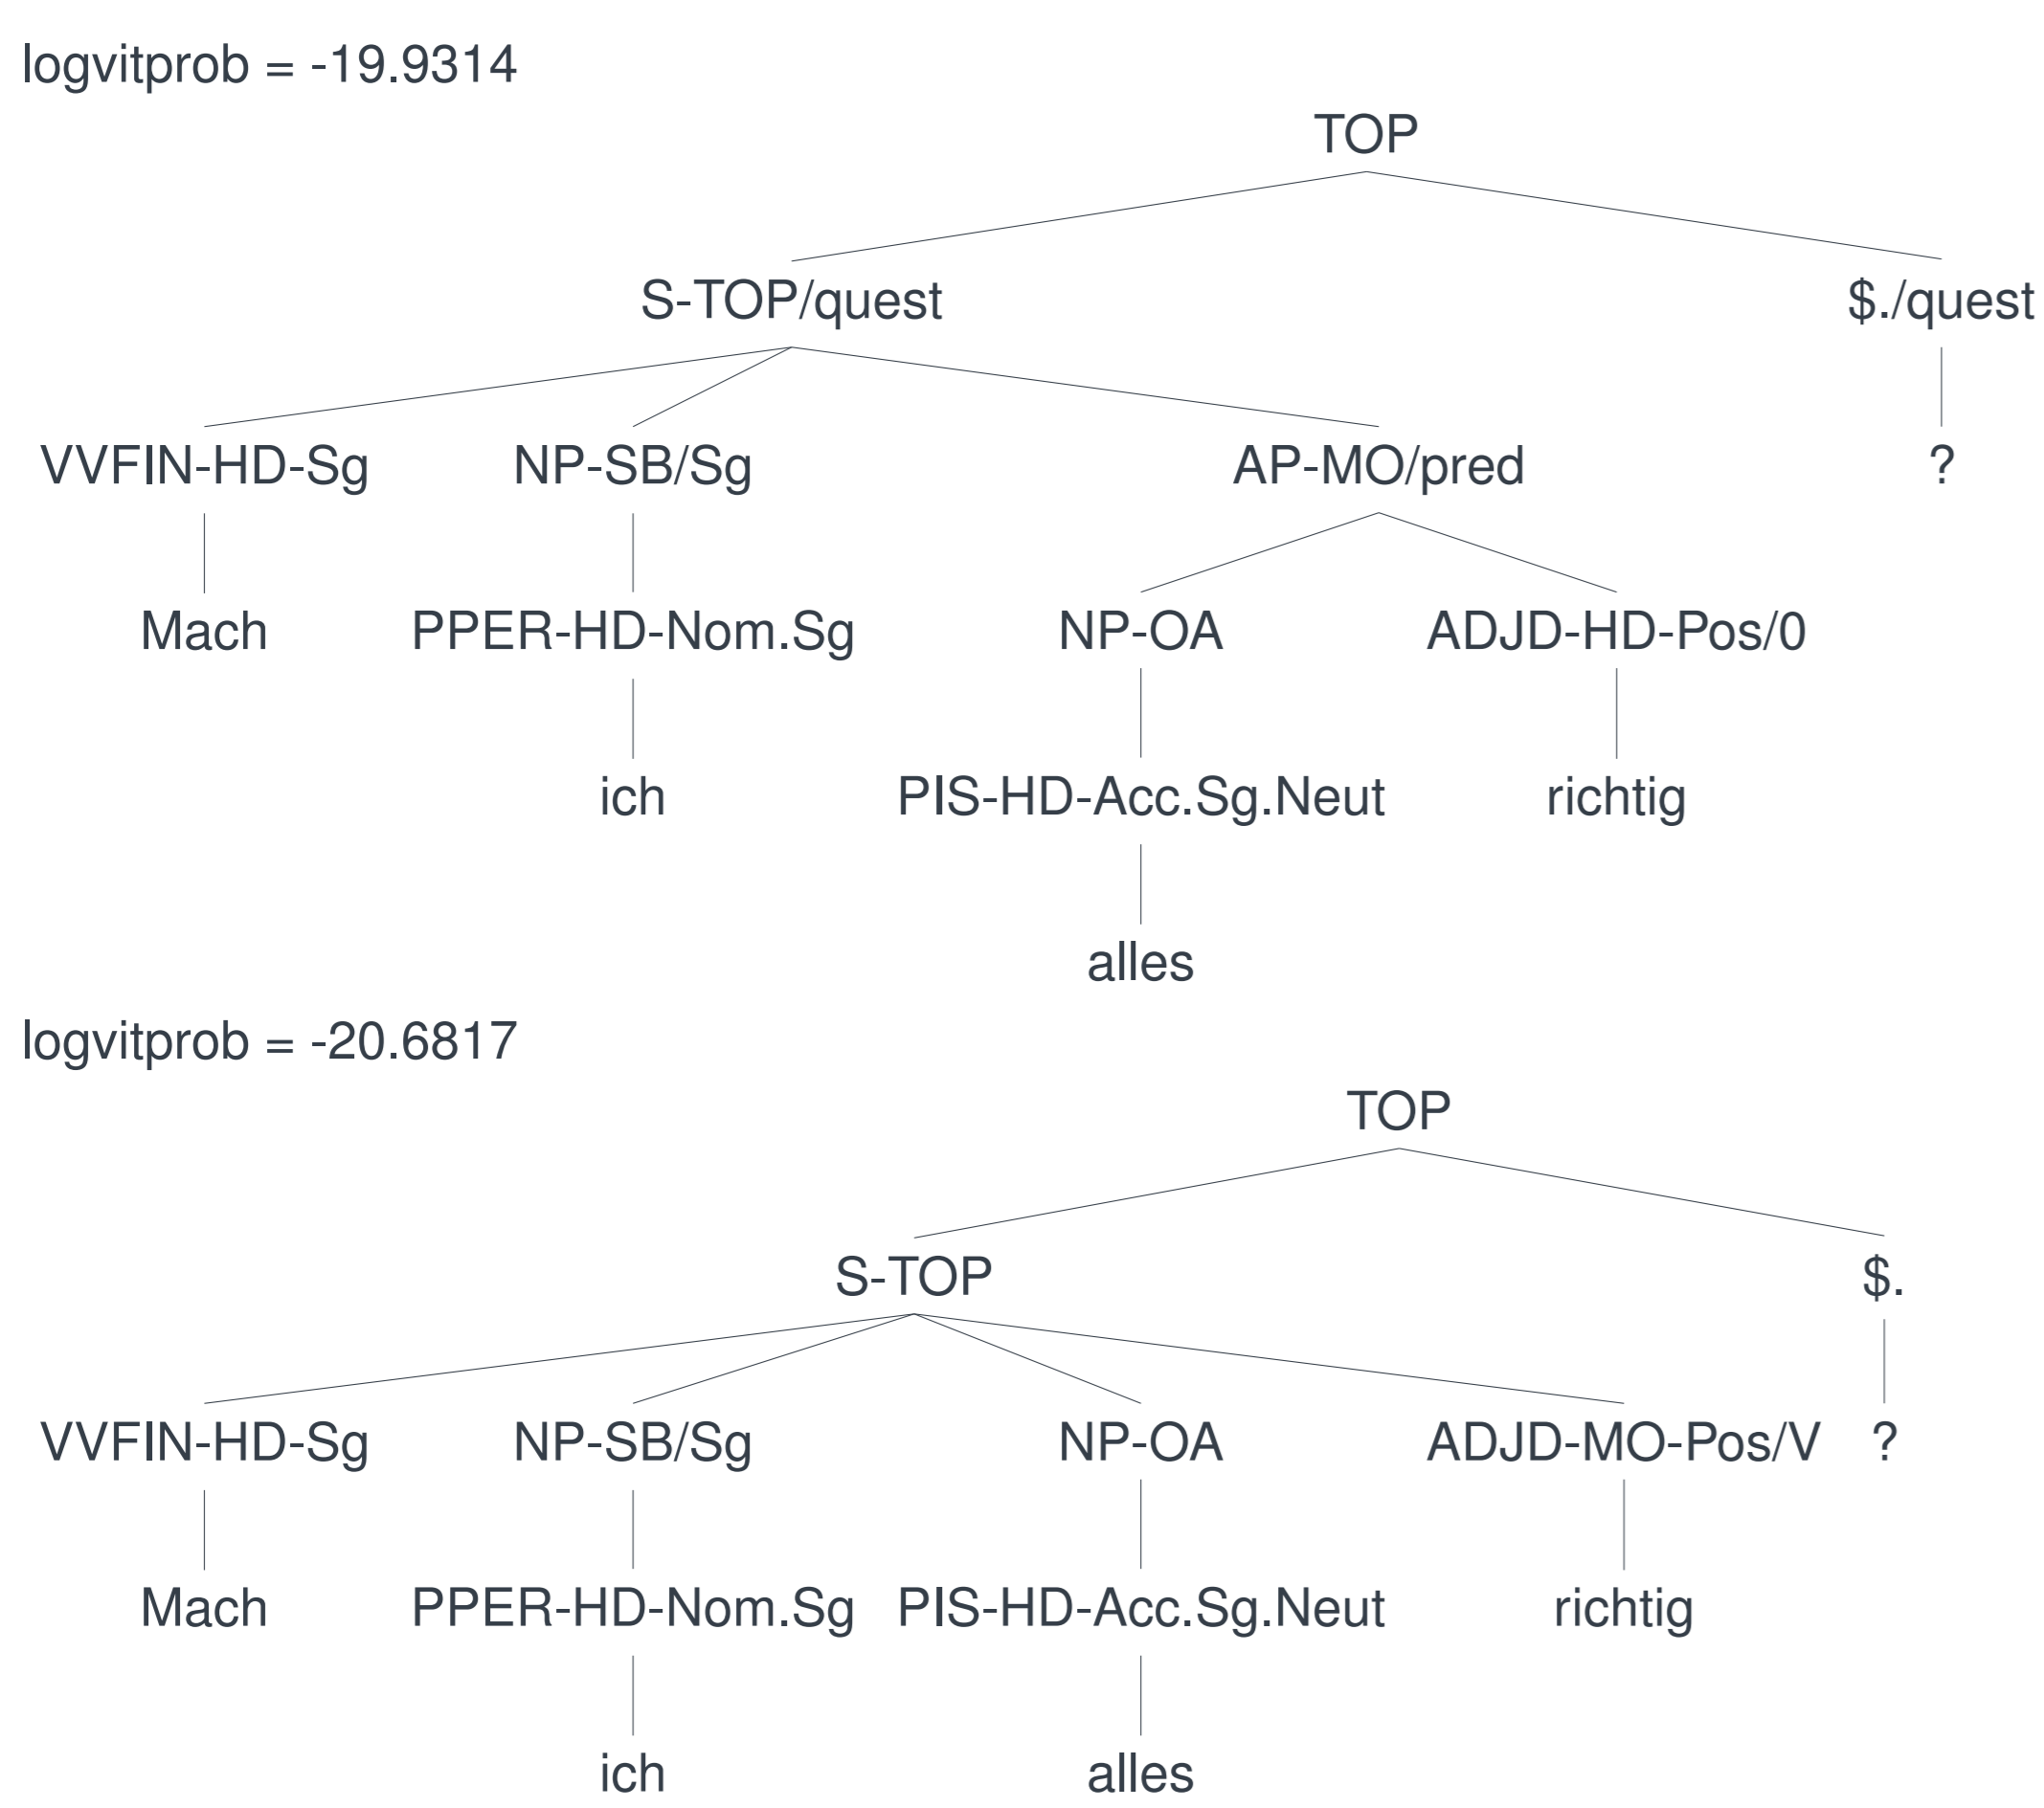 logvitprob = -19.9314
TOP
S-TOP/quest $./quest
VVFIN-HD-Sg NP-SB/Sg AP-MO/pred ?
Mach PPER-HD-Nom.Sg NP-OA ADJD-HD-Pos/0
ich PIS-HD-Acc.Sg.Neut richtig
alles
logvitprob = -20.6817
TOP
S-TOP $.
VVFIN-HD-Sg NP-SB/Sg NP-OA ADJD-MO-Pos/V ?
Mach PPER-HD-Nom.Sg PIS-HD-Acc.Sg.Neut richtig
ich alles